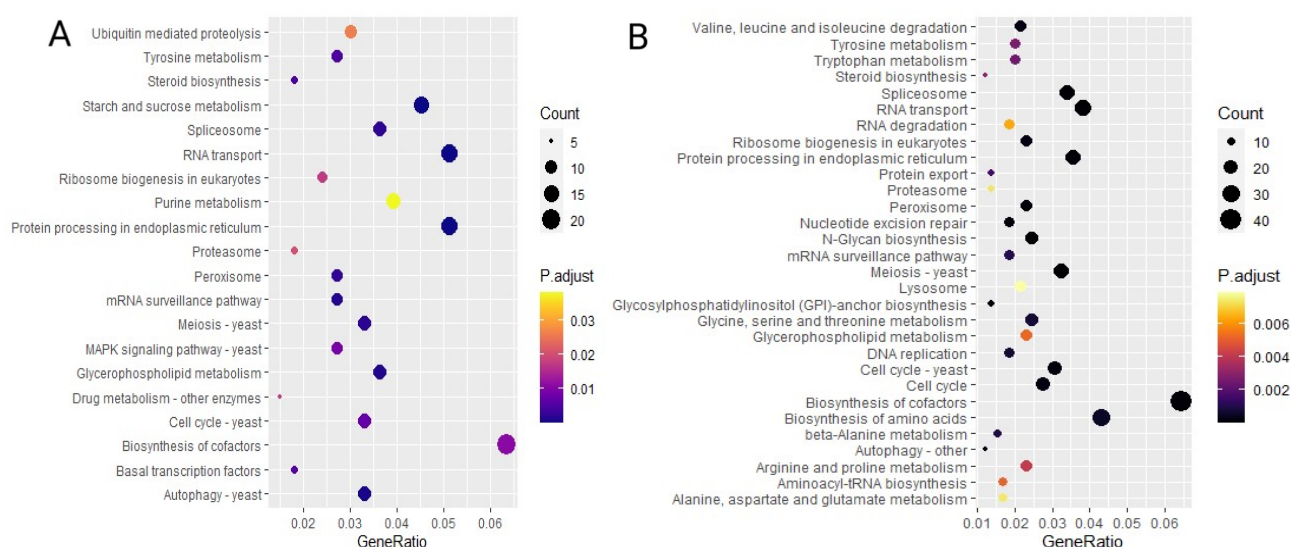 A
Ubiquitin mediated proteolysis
Tyrosine metabolism
Steroid biosynthesis
Starch and sucrose metabolism
Spliceosome
RNA transport
Ribosome biogenesis in eukaryotes
Purine metabolism
Protein processing in endoplasmic reticulum
Proteasome
Peroxisome
mRNA surveillance pathway
Meiosis - yeast
MAPK signaling pathway - yeast
Glycerophospholipid metabolism
Drug metabolism - other enzymes
Cell cycle - yeast
Biosynthesis of cofactors
Basal transcription factors
Autophagy - yeast
0.02 0.03 0.04 0.05 0.06
GeneRatio
Count
5
10
15
20
P.adjust
0.03
0.02
0.01
B
Valine, leucine and isoleucine degradation
Tyrosine metabolism
Tryptophan metabolism
Steroid biosynthesis
Spliceosome
RNA transport
RNA degradation
Ribosome biogenesis in eukaryotes
Protein processing in endoplasmic reticulum
Protein export
Proteasome
Peroxisome
Nucleotide excision repair
N-Glycan biosynthesis
mRNA surveillance pathway
Meiosis - yeast
Lysosome
Glycosylphosphatidylinositol (GPI)-anchor biosynthesis
Glycine, serine and threonine metabolism
Glycerophospholipid metabolism
DNA replication
Cell cycle - yeast
Cell cycle
Biosynthesis of cofactors
Biosynthesis of amino acids
beta-Alanine metabolism
Autophagy - other
Arginine and proline metabolism
Aminoacyl-tRNA biosynthesis
Alanine, aspartate and glutamate metabolism
0.01 0.02 0.03 0.04 0.05 0.06
GeneRatio
Count
10
20
30
40
P.adjust
0.006
0.004
0.002